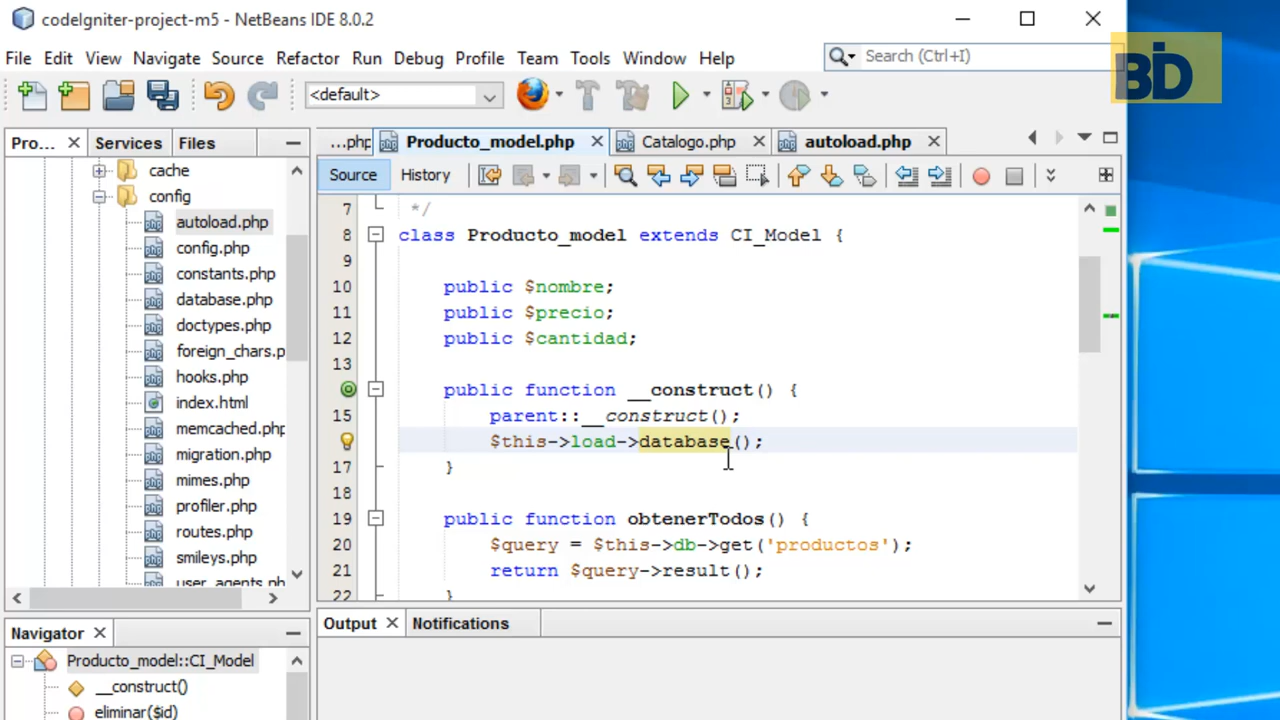 codeIgniter-project-m5 - NetBeans IDE 8.0.2
File Edit View Navigate Source Refactor Run Debug Profile Team Tools Window Help
Search (Ctrl+I)
BID
<default>
Pro... Services Files
...php Producto_model.php Catalogo.php autoload.php
Source History
cache
config
autoload.php
config.php
constants.php
database.php
doctypes.php
foreign_chars.p
hooks.php
index.html
memcached.php
migration.php
mimes.php
profiler.php
routes.php
smileys.php
user_agents.ph
7 */
8 class Producto_model extends CI_Model {
9
10 public $nombre;
11 public $precio;
12 public $cantidad;
13
public function __construct() {
15 parent::__construct();
$this->load->database();
17 }
18
19 public function obtenerTodos() {
20 $query = $this->db->get('productos');
21 return $query->result();
22 }
Navigator
Producto_model::CI_Model
__construct()
eliminar($id)
Output Notifications